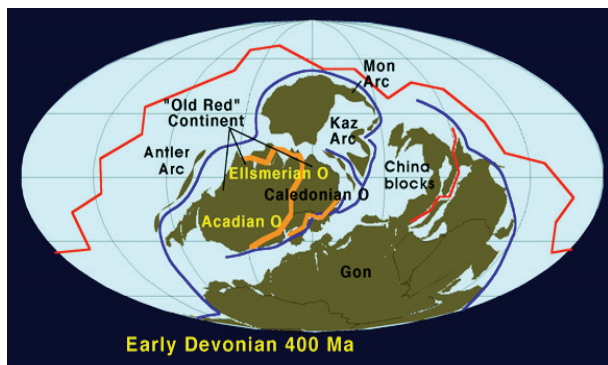 Mon
Arc
"Old Red"
Continent
Kaz
Arc
Antler
Arc
Ellsmerian O
China
blocks
Caledonian O
Acadian O
Gon
Early Devonian 400 Ma